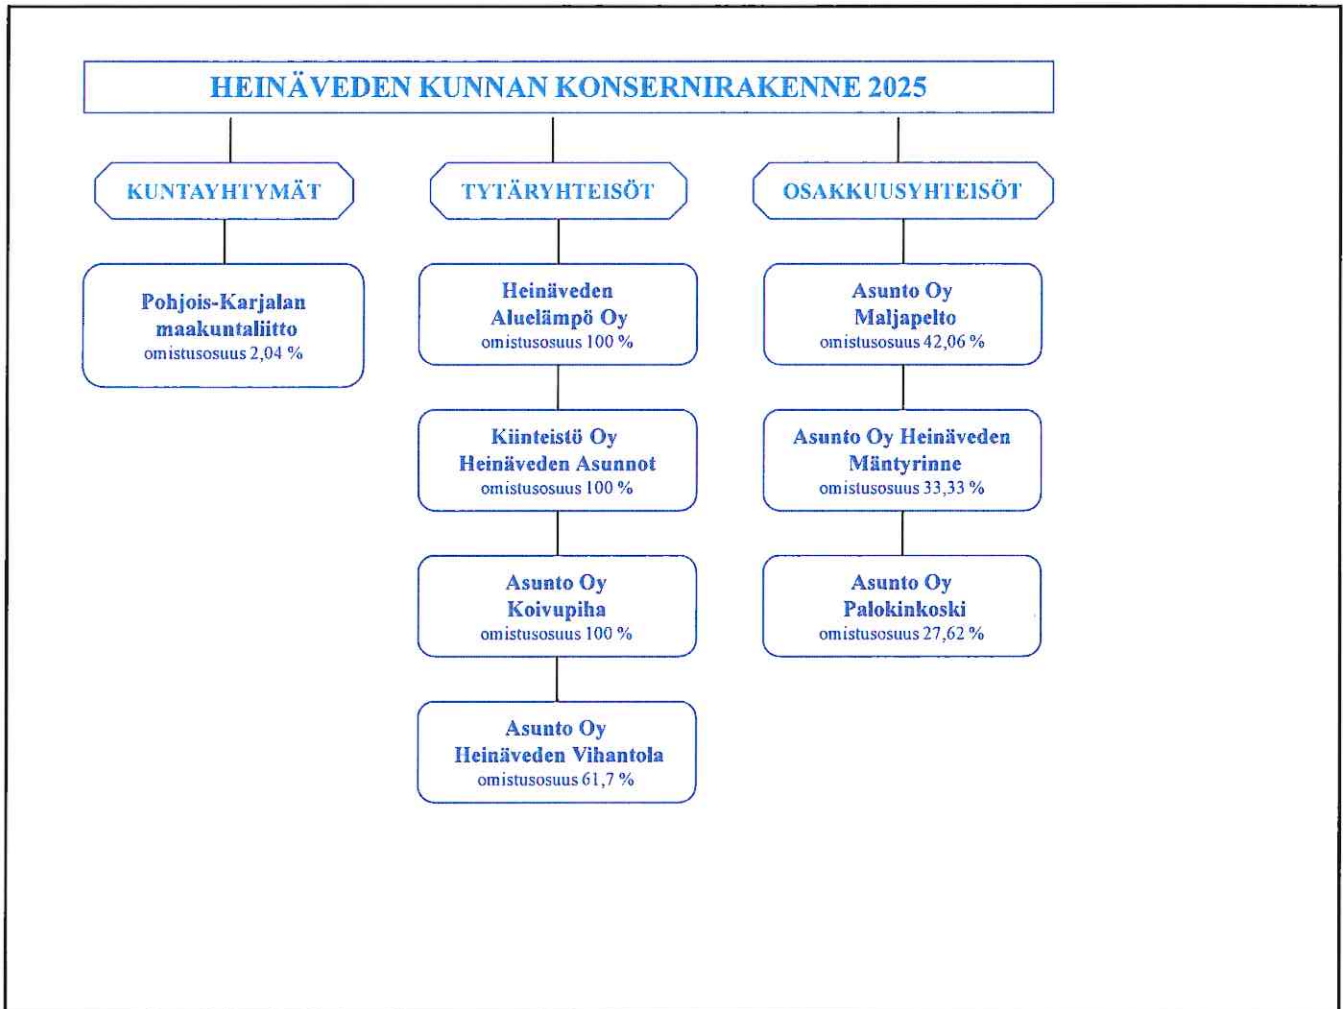 HEINÄVEDEN KUNNAN KONSERNIRAKENNE 2025
KUNTAYHTYMÄT
Pohjois-Karjalan
maakuntaliitto
omistusosuus 2,04 %
TYTÄRYHTEISÖT
Heinäveden
Aluelämpö Oy
omistusosuus 100 %
Kiinteistö Oy
Heinäveden Asunnot
omistusosuus 100 %
Asunto Oy
Koivupiha
omistusosuus 100 %
Asunto Oy
Heinäveden Vihantola
omistusosuus 61,7 %
OSAKKUUSYHTEISÖT
Asunto Oy
Maljapelto
omistusosuus 42,06 %
Asunto Oy Heinäveden
Mäntyrinne
omistusosuus 33,33 %
Asunto Oy
Palokinkoski
omistusosuus 27,62 %